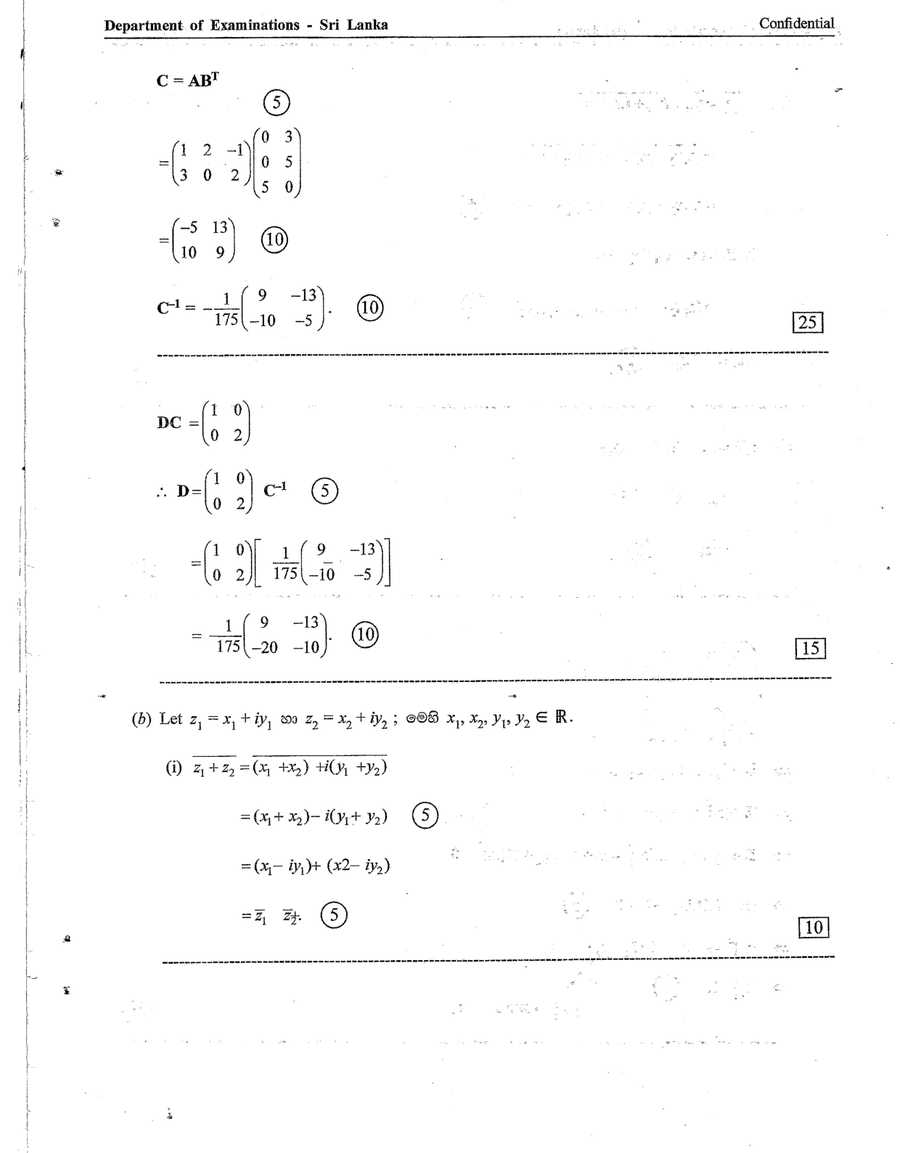 Department of Examinations - Sri Lanka Confidential
C = ABᵀ
(5)
= (1 2 −1; 3 0 2)(0 3; 0 5; 5 0)
= (−5 13; 10 9) (10)
C⁻¹ = −1/175 (9 −13; −10 −5). (10)
25
DC = (1 0; 0 2)
∴ D= (1 0; 0 2) C⁻¹ (5)
= (1 0; 0 2)[ 1/175 (9 −13; −10 −5)]
= −1/175 (9 −13; −20 −10). (10)
15
(b) Let z₁ = x₁ + iy₁ හා z₂ = x₂ + iy₂ ; මෙහි x₁, x₂, y₁, y₂ ∈ ℝ.
(i) z₁ + z₂ = (x₁ +x₂) +i(y₁ +y₂)
= (x₁+ x₂)− i(y₁+ y₂) (5)
= (x₁− iy₁)+ (x2− iy₂)
= z̅₁ z̅₂+. (5)
10